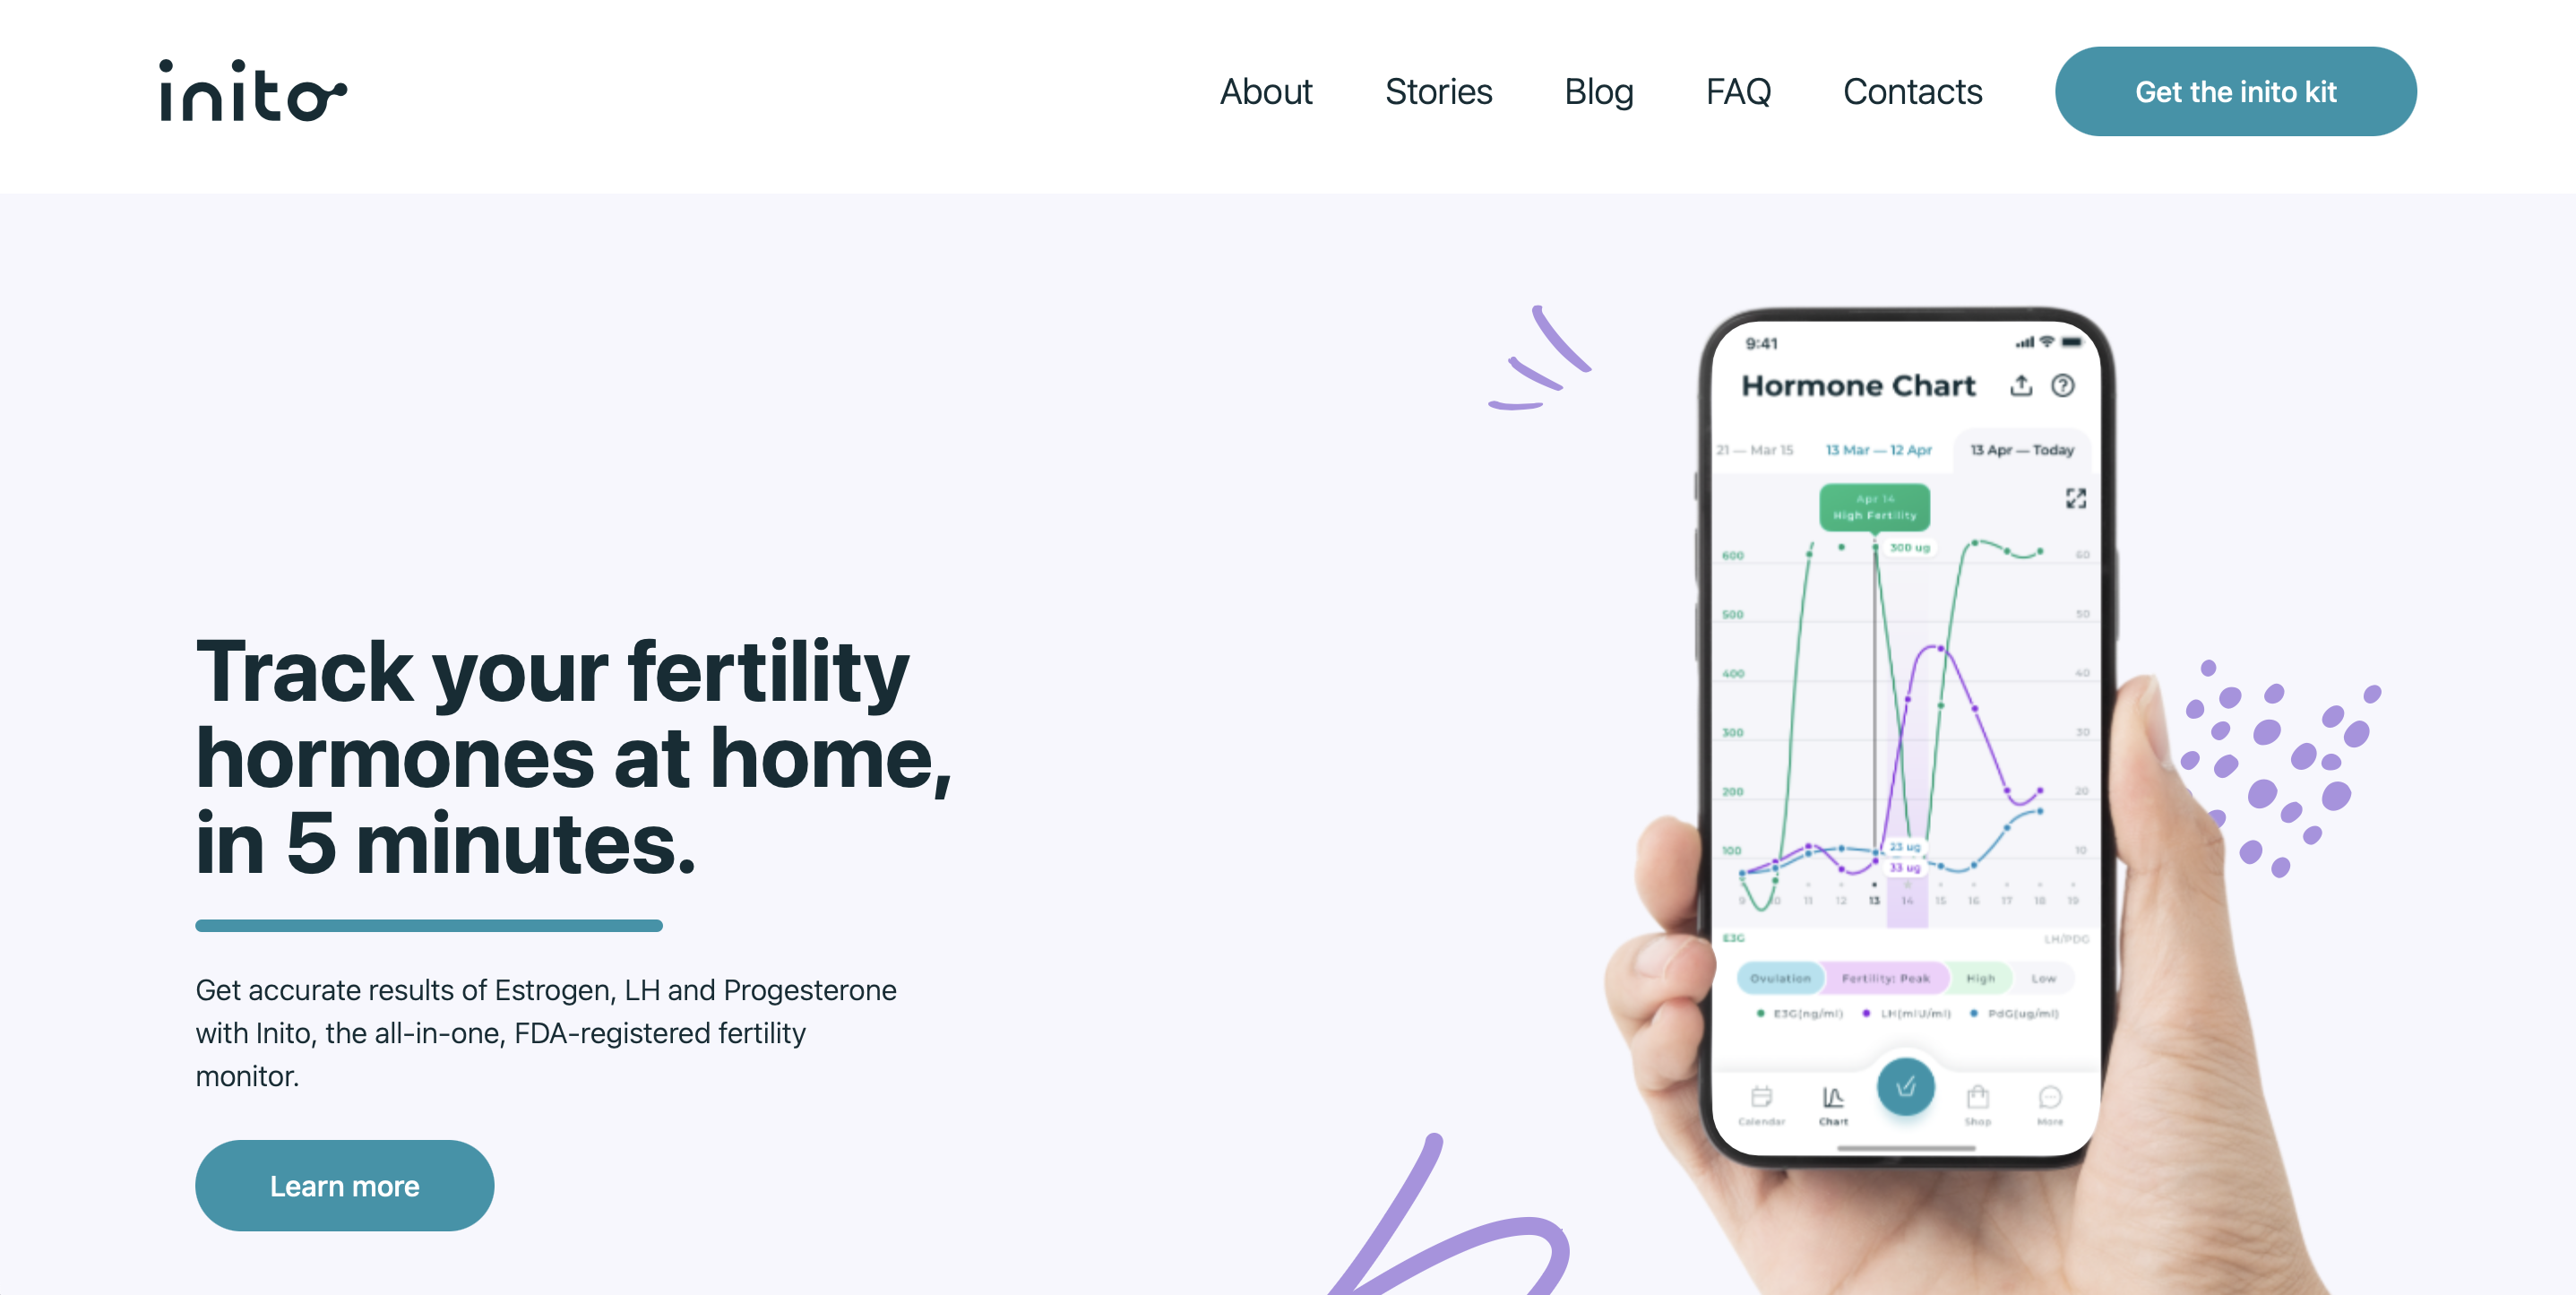 inito
About Stories Blog FAQ Contacts Get the inito kit
Track your fertility
hormones at home,
in 5 minutes.
Get accurate results of Estrogen, LH and Progesterone
with Inito, the all-in-one, FDA-registered fertility
monitor.
Learn more
9:41
Hormone Chart
21 — Mar 15 13 Mar — 12 Apr 13 Apr — Today
Apr 14
High Fertility
300 ug
600 60
500 50
400 40
300 30
200 20
100 10
23 ug
33 ug
9 10 11 12 13 14 15 16 17 18 19
E3G LH/PDG
Ovulation Fertility: Peak High Low
E3G(ng/ml) LH(mIU/ml) PdG(ug/ml)
Calendar Chart Shop More